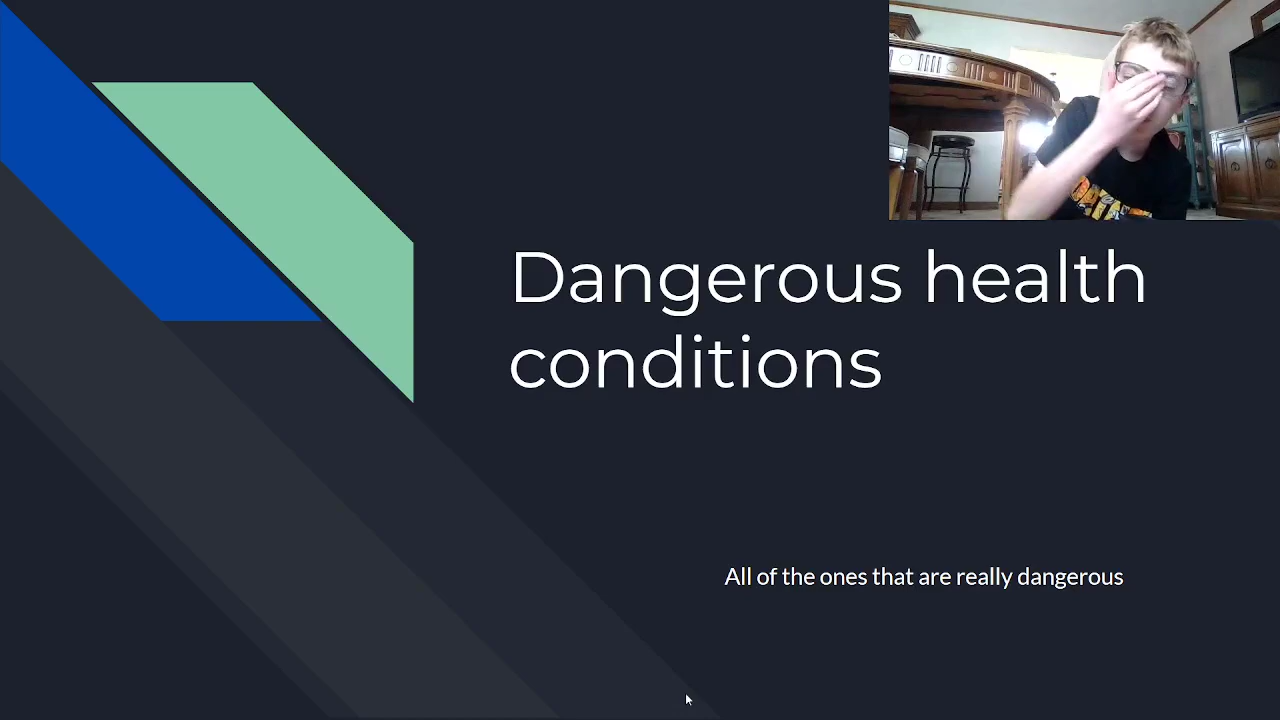 Dangerous health
conditions
All of the ones that are really dangerous